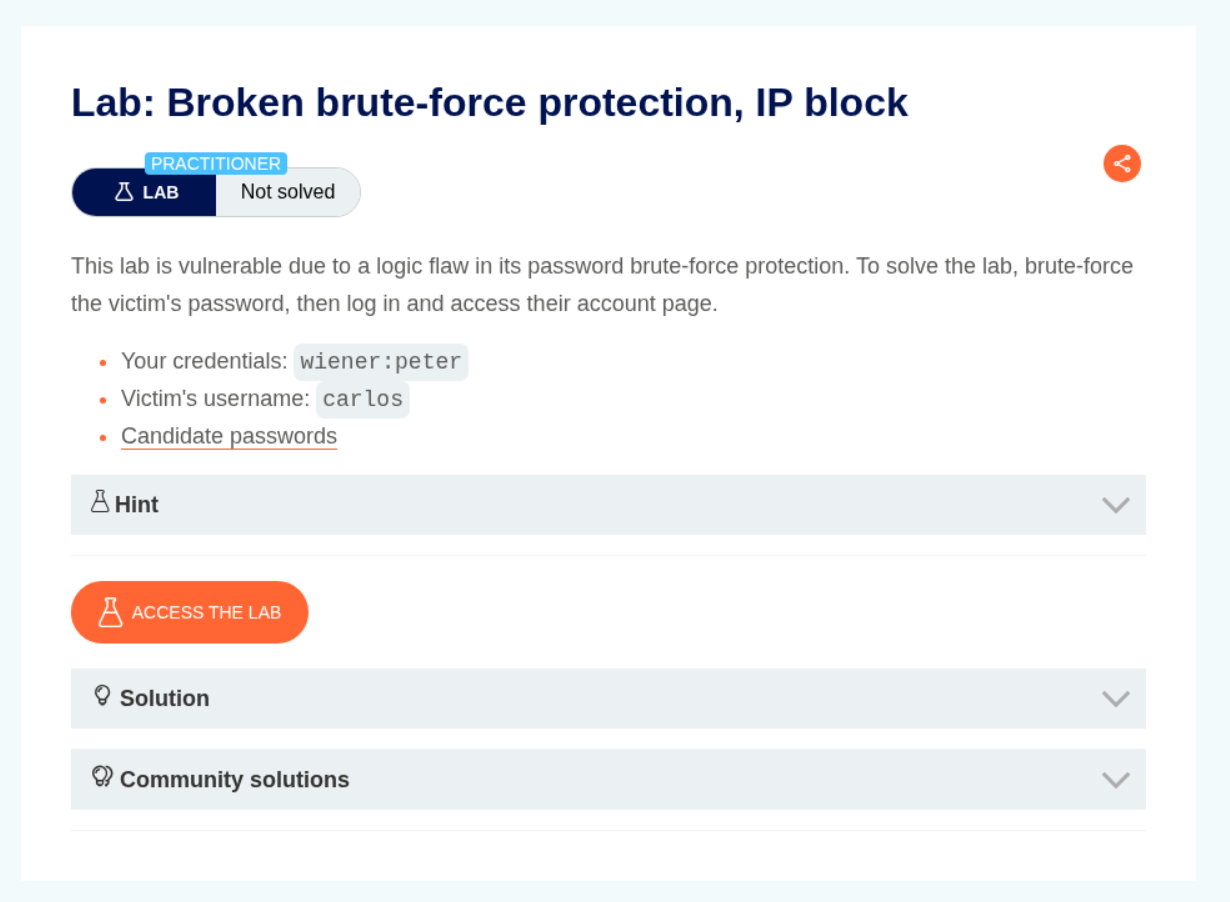 Lab: Broken brute-force protection, IP block
PRACTITIONER
LAB
Not solved
This lab is vulnerable due to a logic flaw in its password brute-force protection. To solve the lab, brute-force
the victim's password, then log in and access their account page.
Your credentials: wiener:peter
Victim's username: carlos
Candidate passwords
Hint
ACCESS THE LAB
Solution
Community solutions